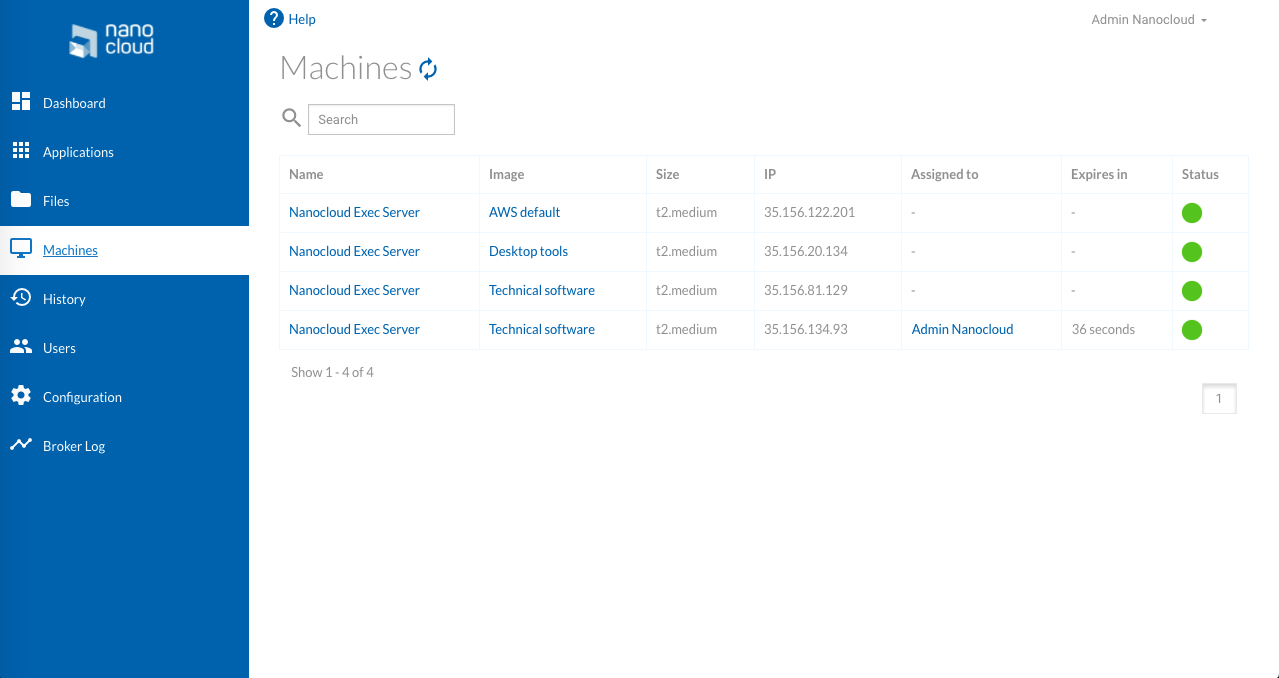 nano
cloud
Dashboard
Applications
Files
Machines
History
Users
Configuration
Broker Log
? Help
Admin Nanocloud
Machines
Search
Name Image Size IP Assigned to Expires in Status
Nanocloud Exec Server AWS default t2.medium 35.156.122.201 - -
Nanocloud Exec Server Desktop tools t2.medium 35.156.20.134 - -
Nanocloud Exec Server Technical software t2.medium 35.156.81.129 - -
Nanocloud Exec Server Technical software t2.medium 35.156.134.93 Admin Nanocloud 36 seconds
Show 1 - 4 of 4
1